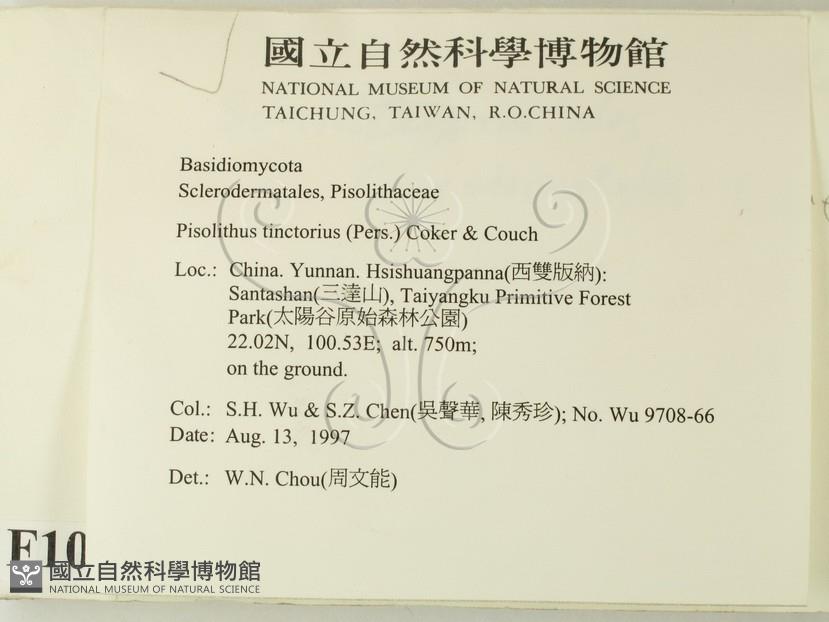 國立自然科學博物館
NATIONAL MUSEUM OF NATURAL SCIENCE
TAICHUNG, TAIWAN, R.O.CHINA
Basidiomycota
Sclerodermatales, Pisolithaceae
Pisolithus tinctorius (Pers.) Coker & Couch
Loc.: China. Yunnan. Hsishuangpanna(西雙版納):
Santashan(三達山), Taiyangku Primitive Forest
Park(太陽谷原始森林公園)
22.02N, 100.53E; alt. 750m;
on the ground.
Col.: S.H. Wu & S.Z. Chen(吳聲華, 陳秀珍); No. Wu 9708-66
Date: Aug. 13, 1997
Det.: W.N. Chou(周文能)
F10
國立自然科學博物館
NATIONAL MUSEUM OF NATURAL SCIENCE